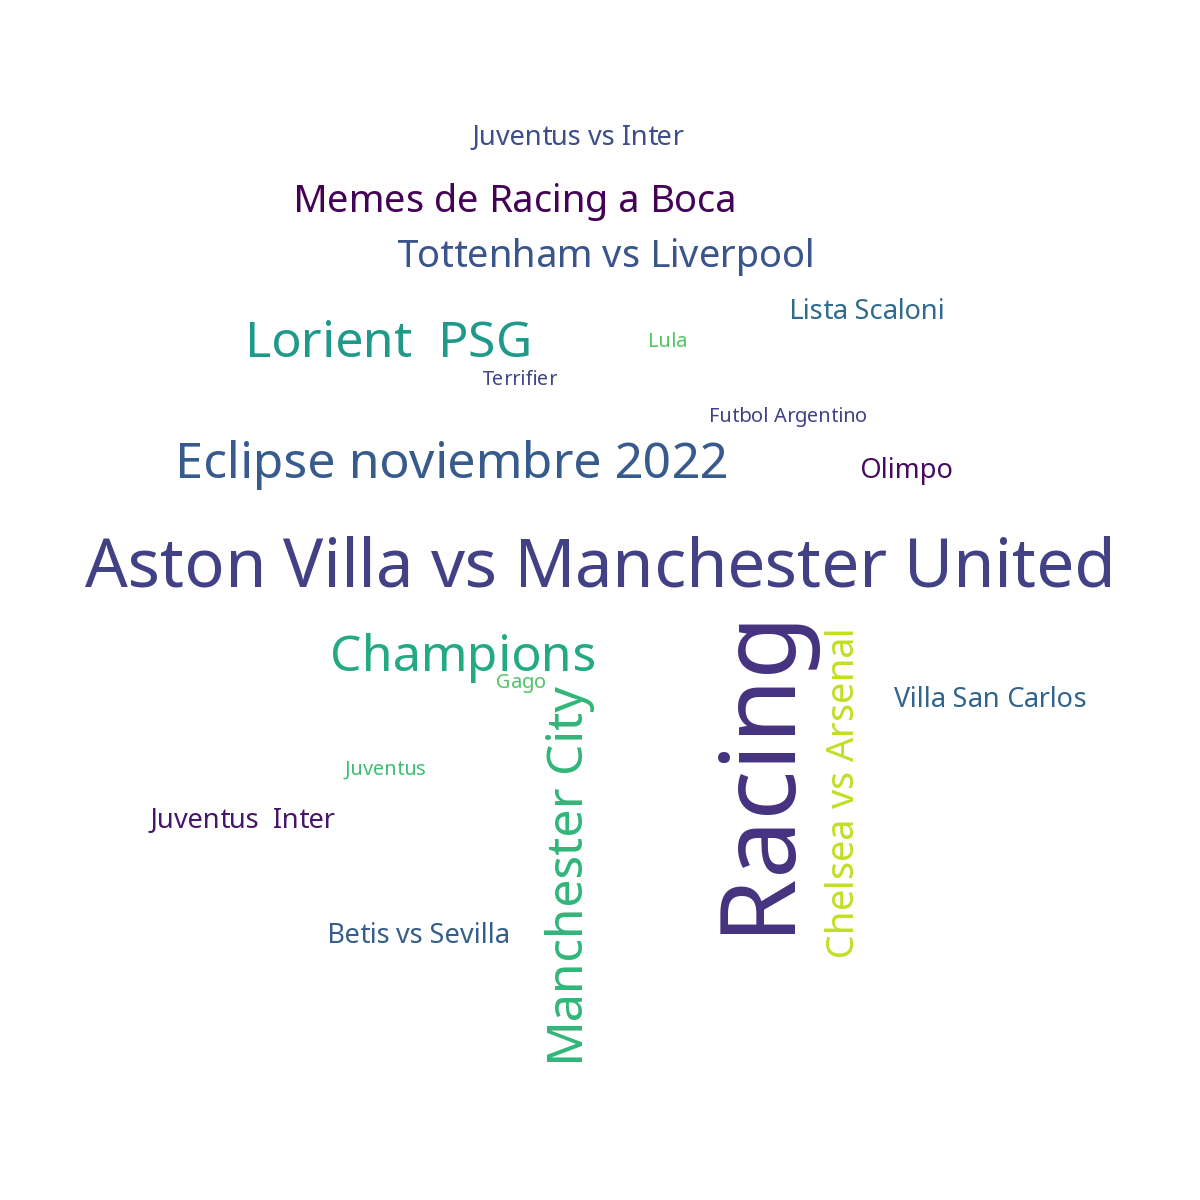 Juventus vs Inter
Memes de Racing a Boca
Tottenham vs Liverpool
Lista Scaloni
Lorient  PSG
Lula
Terrifier
Futbol Argentino
Eclipse noviembre 2022
Olimpo
Aston Villa vs Manchester United
Champions
Gago
Racing
Chelsea vs Arsenal
Villa San Carlos
Manchester City
Juventus
Juventus  Inter
Betis vs Sevilla